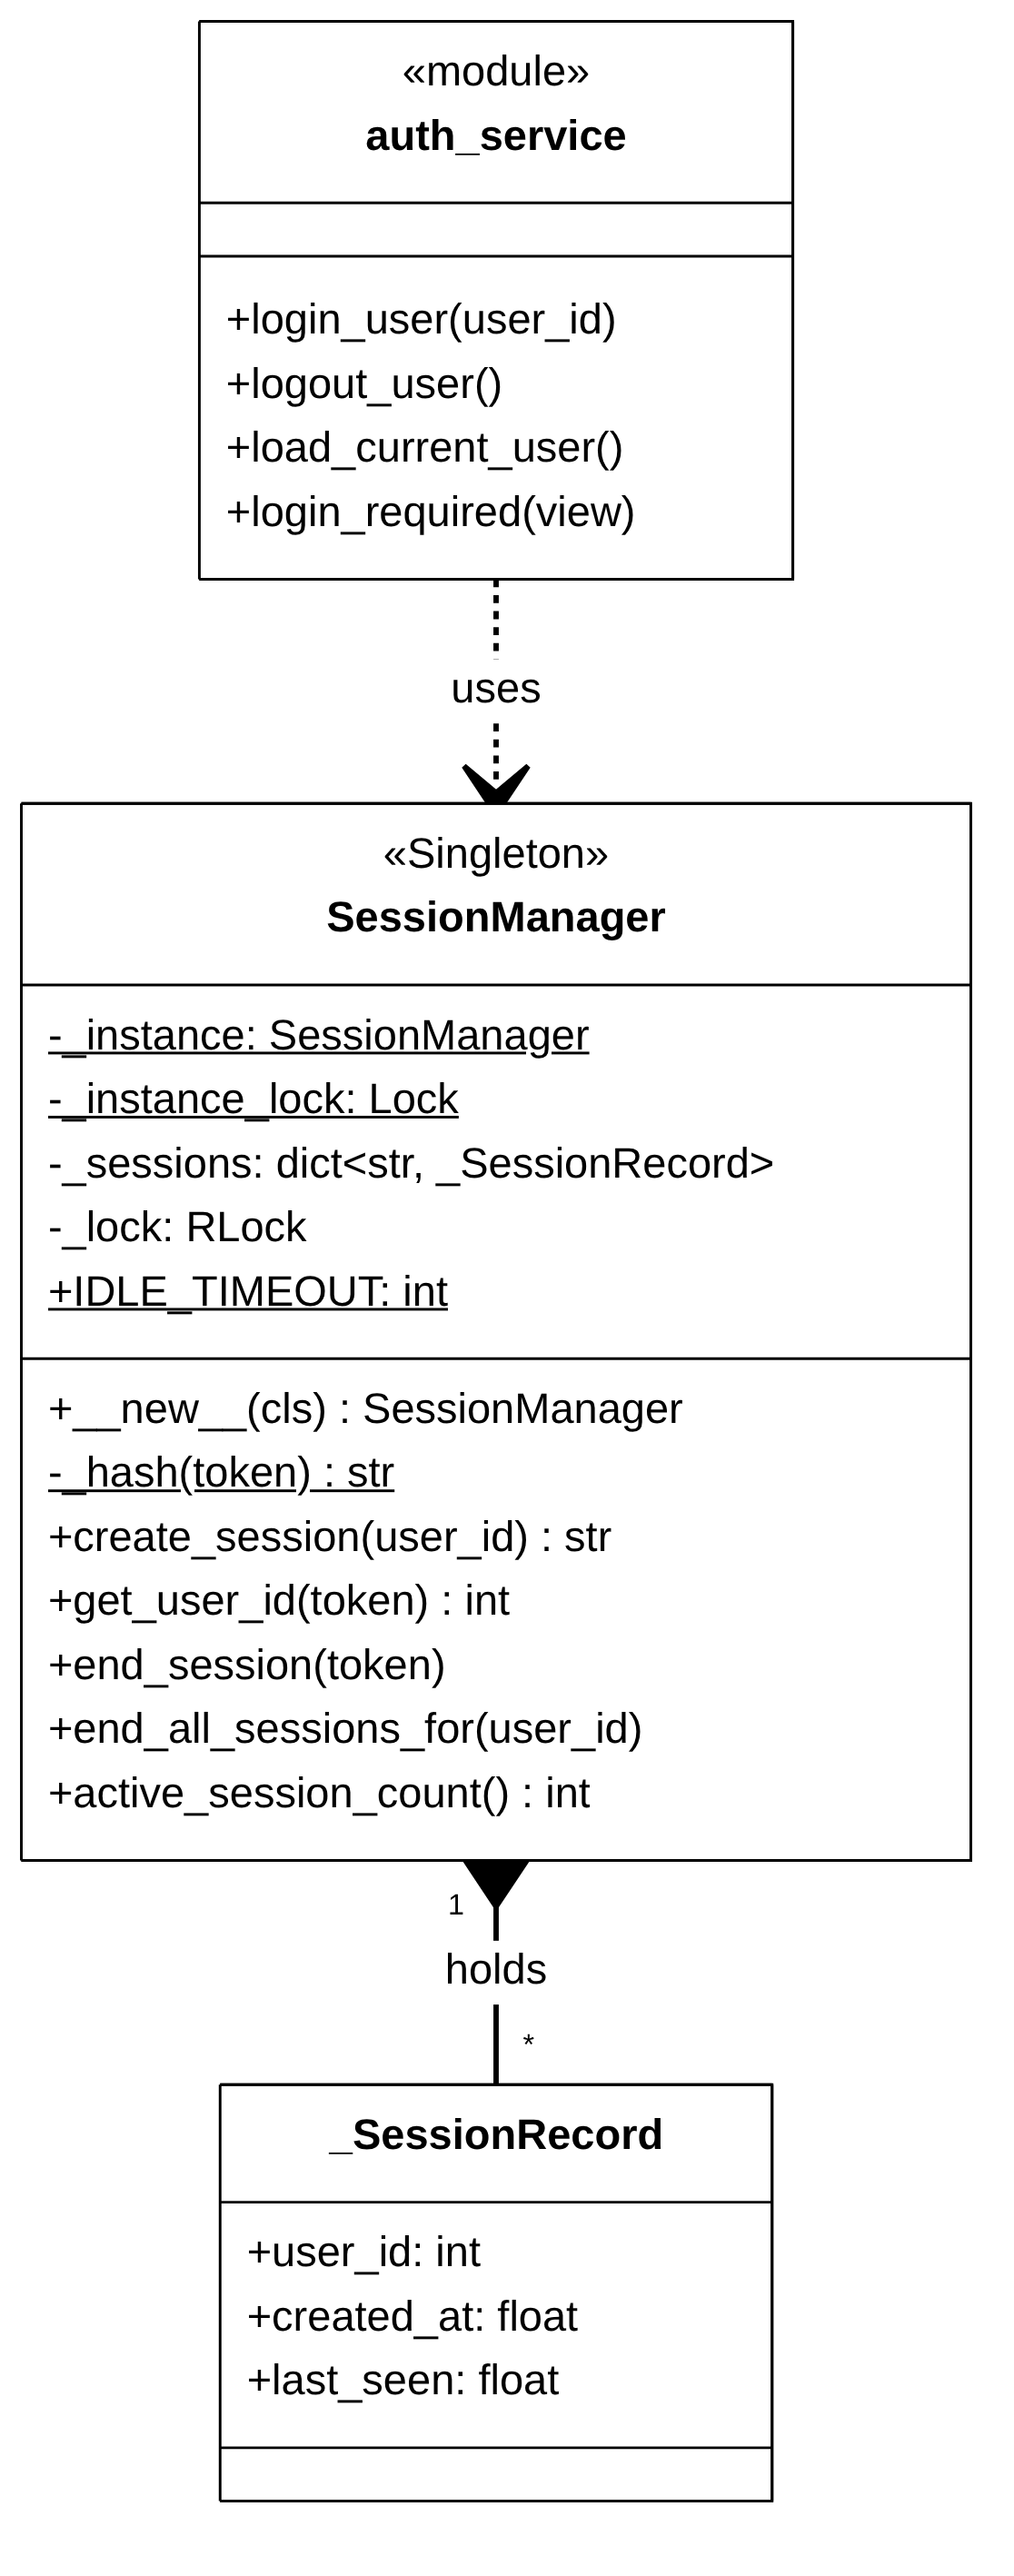 «module»
auth_service
+login_user(user_id)
+logout_user()
+load_current_user()
+login_required(view)
uses
«Singleton»
SessionManager
-_instance: SessionManager
-_instance_lock: Lock
-_sessions: dict<str, _SessionRecord>
-_lock: RLock
+IDLE_TIMEOUT: int
+__new__(cls) : SessionManager
-_hash(token) : str
+create_session(user_id) : str
+get_user_id(token) : int
+end_session(token)
+end_all_sessions_for(user_id)
+active_session_count() : int
1
holds
*
_SessionRecord
+user_id: int
+created_at: float
+last_seen: float